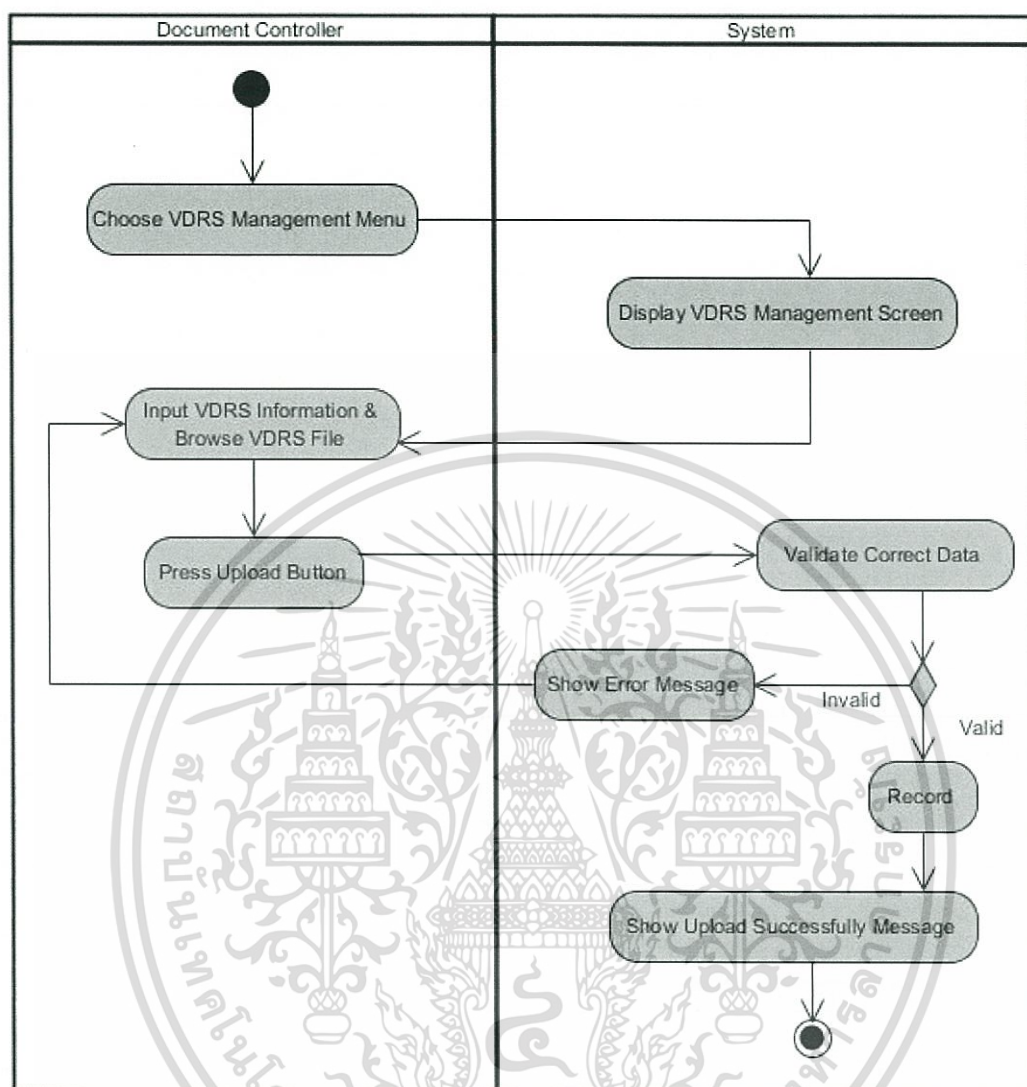 Document Controller
System
Choose VDRS Management Menu
Display VDRS Management Screen
Input VDRS Information &
Browse VDRS File
Press Upload Button
Validate Correct Data
Show Error Message
Invalid
Valid
Record
Show Upload Successfully Message